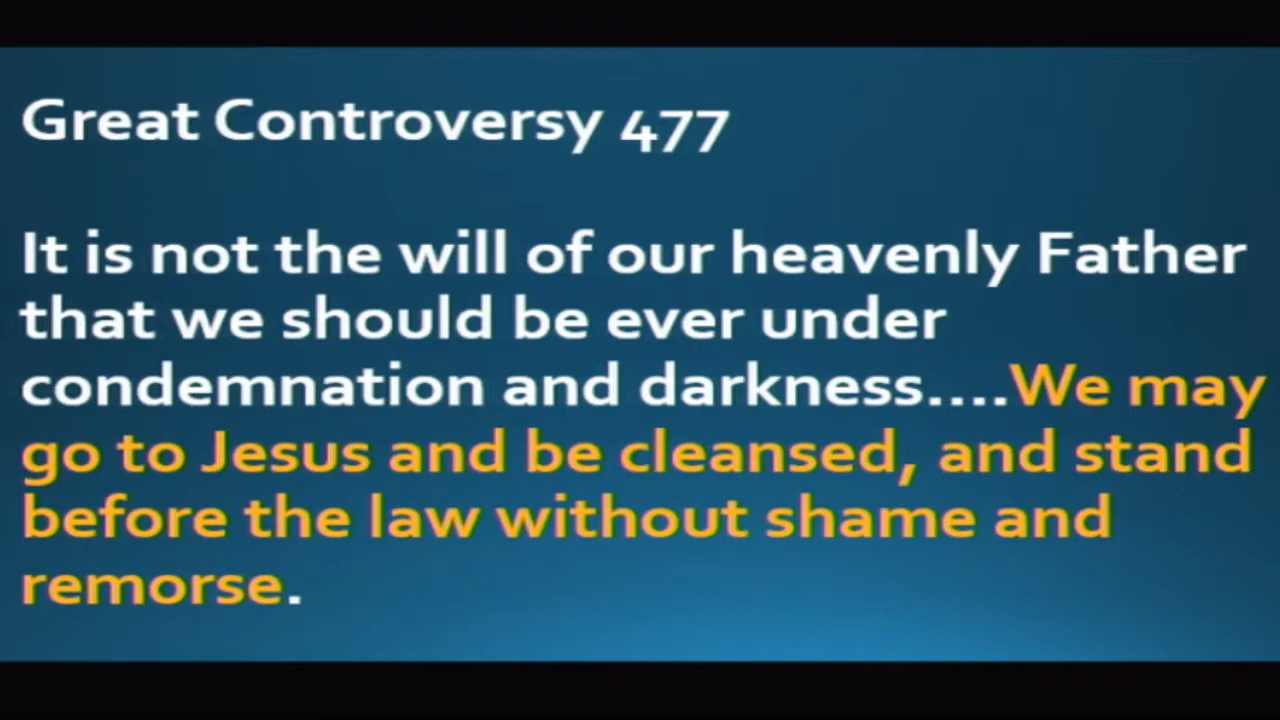 Great Controversy 477
It is not the will of our heavenly Father
that we should be ever under
condemnation and darkness....We may
go to Jesus and be cleansed, and stand
before the law without shame and
remorse.